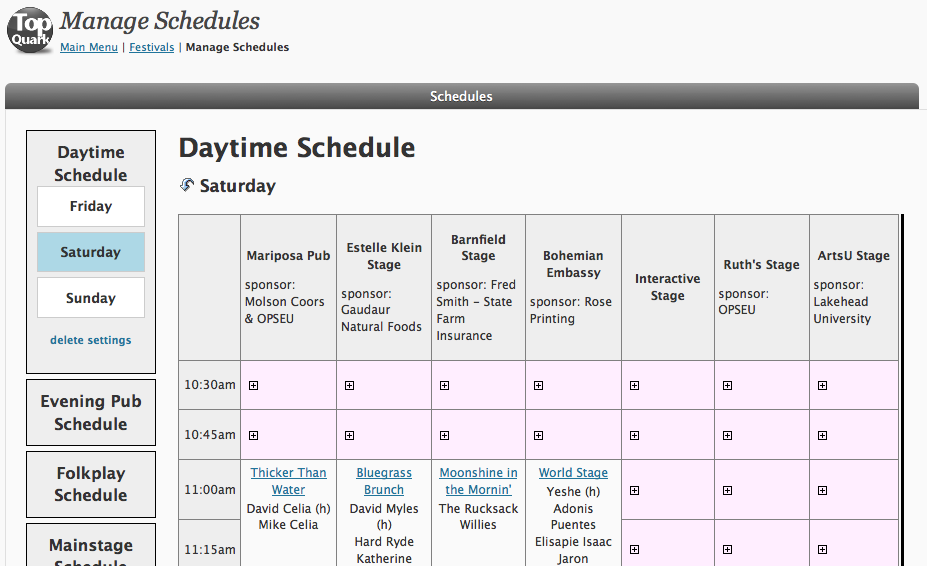 Top
Quark
Manage Schedules
Main Menu | Festivals | Manage Schedules
Schedules
Daytime
Schedule
Friday
Saturday
Sunday
delete settings
Evening Pub
Schedule
Folkplay
Schedule
Mainstage
Schedule
Daytime Schedule
Saturday
Mariposa Pub
sponsor:
Molson Coors
& OPSEU
Estelle Klein
Stage
sponsor:
Gaudaur
Natural Foods
Barnfield
Stage
sponsor: Fred
Smith - State
Farm
Insurance
Bohemian
Embassy
sponsor: Rose
Printing
Interactive
Stage
Ruth's Stage
sponsor:
OPSEU
ArtsU Stage
sponsor:
Lakehead
University
10:30am
10:45am
11:00am
Thicker Than
Water
David Celia (h)
Mike Celia
Bluegrass
Brunch
David Myles
(h)
Hard Ryde
Katherine
Moonshine in
the Mornin'
The Rucksack
Willies
World Stage
Yeshe (h)
Adonis
Puentes
Elisapie Isaac
Jaron
11:15am